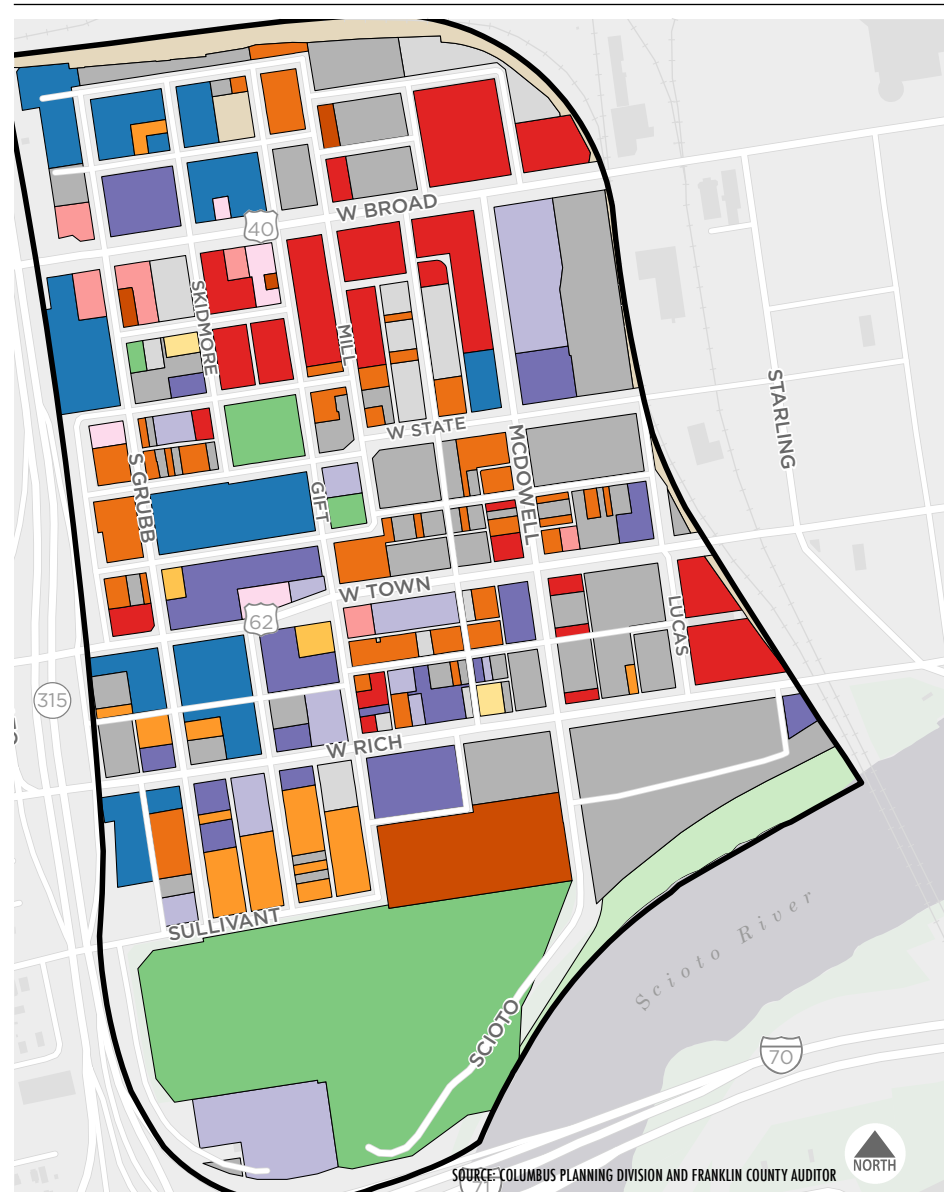 W BROAD
40
SKIDMORE
MILL
STARLING
W STATE
MCDOWELL
S GRUBB
GIFT
W TOWN
62
LUCAS
315
W RICH
SULLIVANT
Scioto River
SCIOTO
70
71
NORTH
SOURCE: COLUMBUS PLANNING DIVISION AND FRANKLIN COUNTY AUDITOR